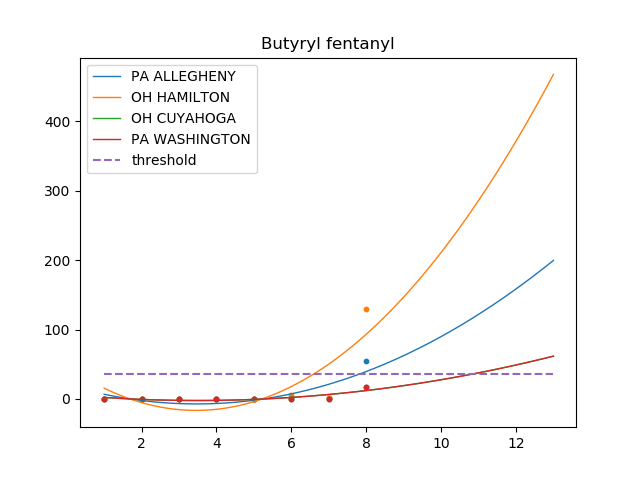 Butyryl fentanyl
PA ALLEGHENY
OH HAMILTON
OH CUYAHOGA
PA WASHINGTON
threshold
400
300
200
100
0
2 4 6 8 10 12